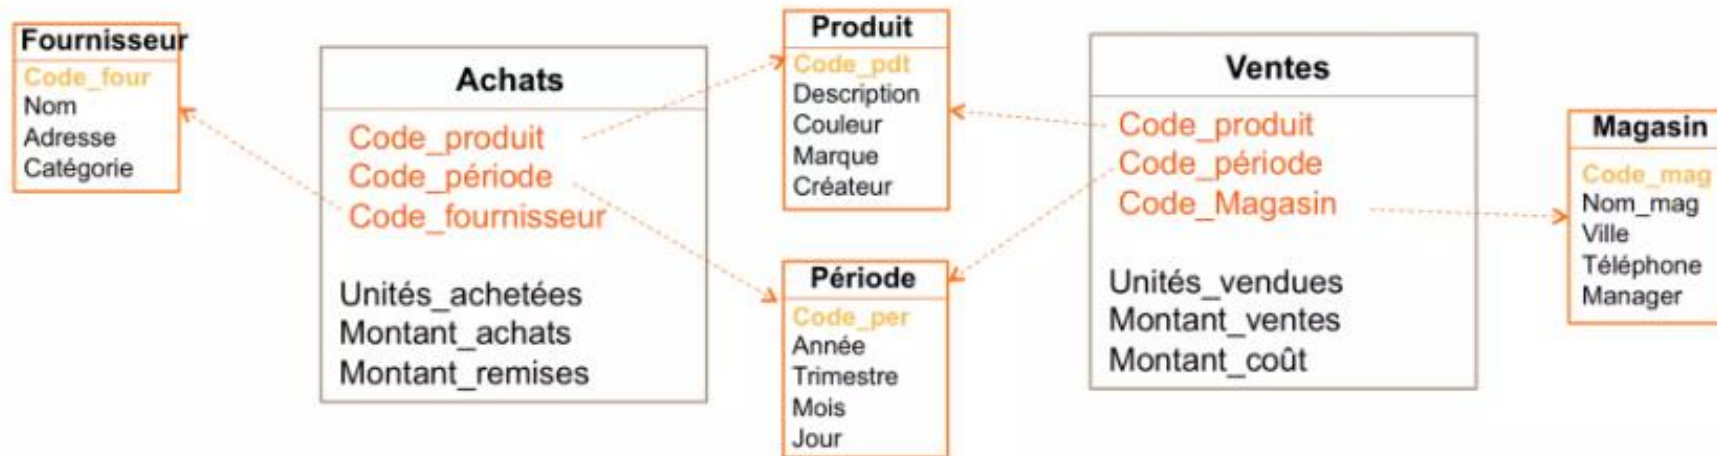 Fournisseur
Code_four
Nom
Adresse
Catégorie
Achats
Code_produit
Code_période
Code_fournisseur
Unités_achetées
Montant_achats
Montant_remises
Produit
Code_pdt
Description
Couleur
Marque
Créateur
Période
Code_per
Année
Trimestre
Mois
Jour
Ventes
Code_produit
Code_période
Code_Magasin
Unités_vendues
Montant_ventes
Montant_coût
Magasin
Code_mag
Nom_mag
Ville
Téléphone
Manager